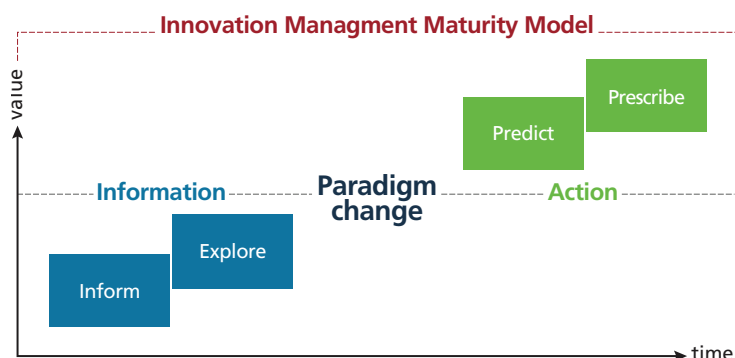 Innovation Managment Maturity Model
value
Prescribe
Predict
Information
Paradigm
change
Action
Explore
Inform
time